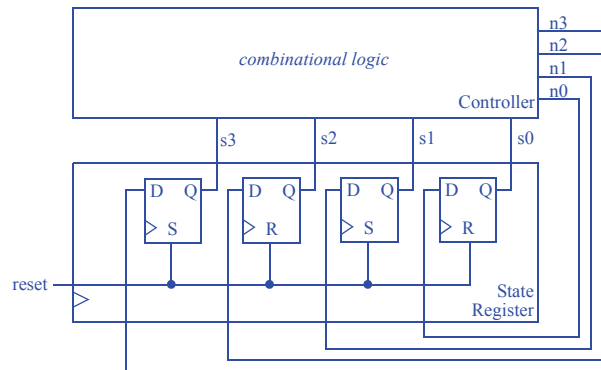 n3
n2
combinational logic
n1
Controller
n0
s3 s2 s1 s0
D Q D Q D Q D Q
S R S R
reset
State
Register